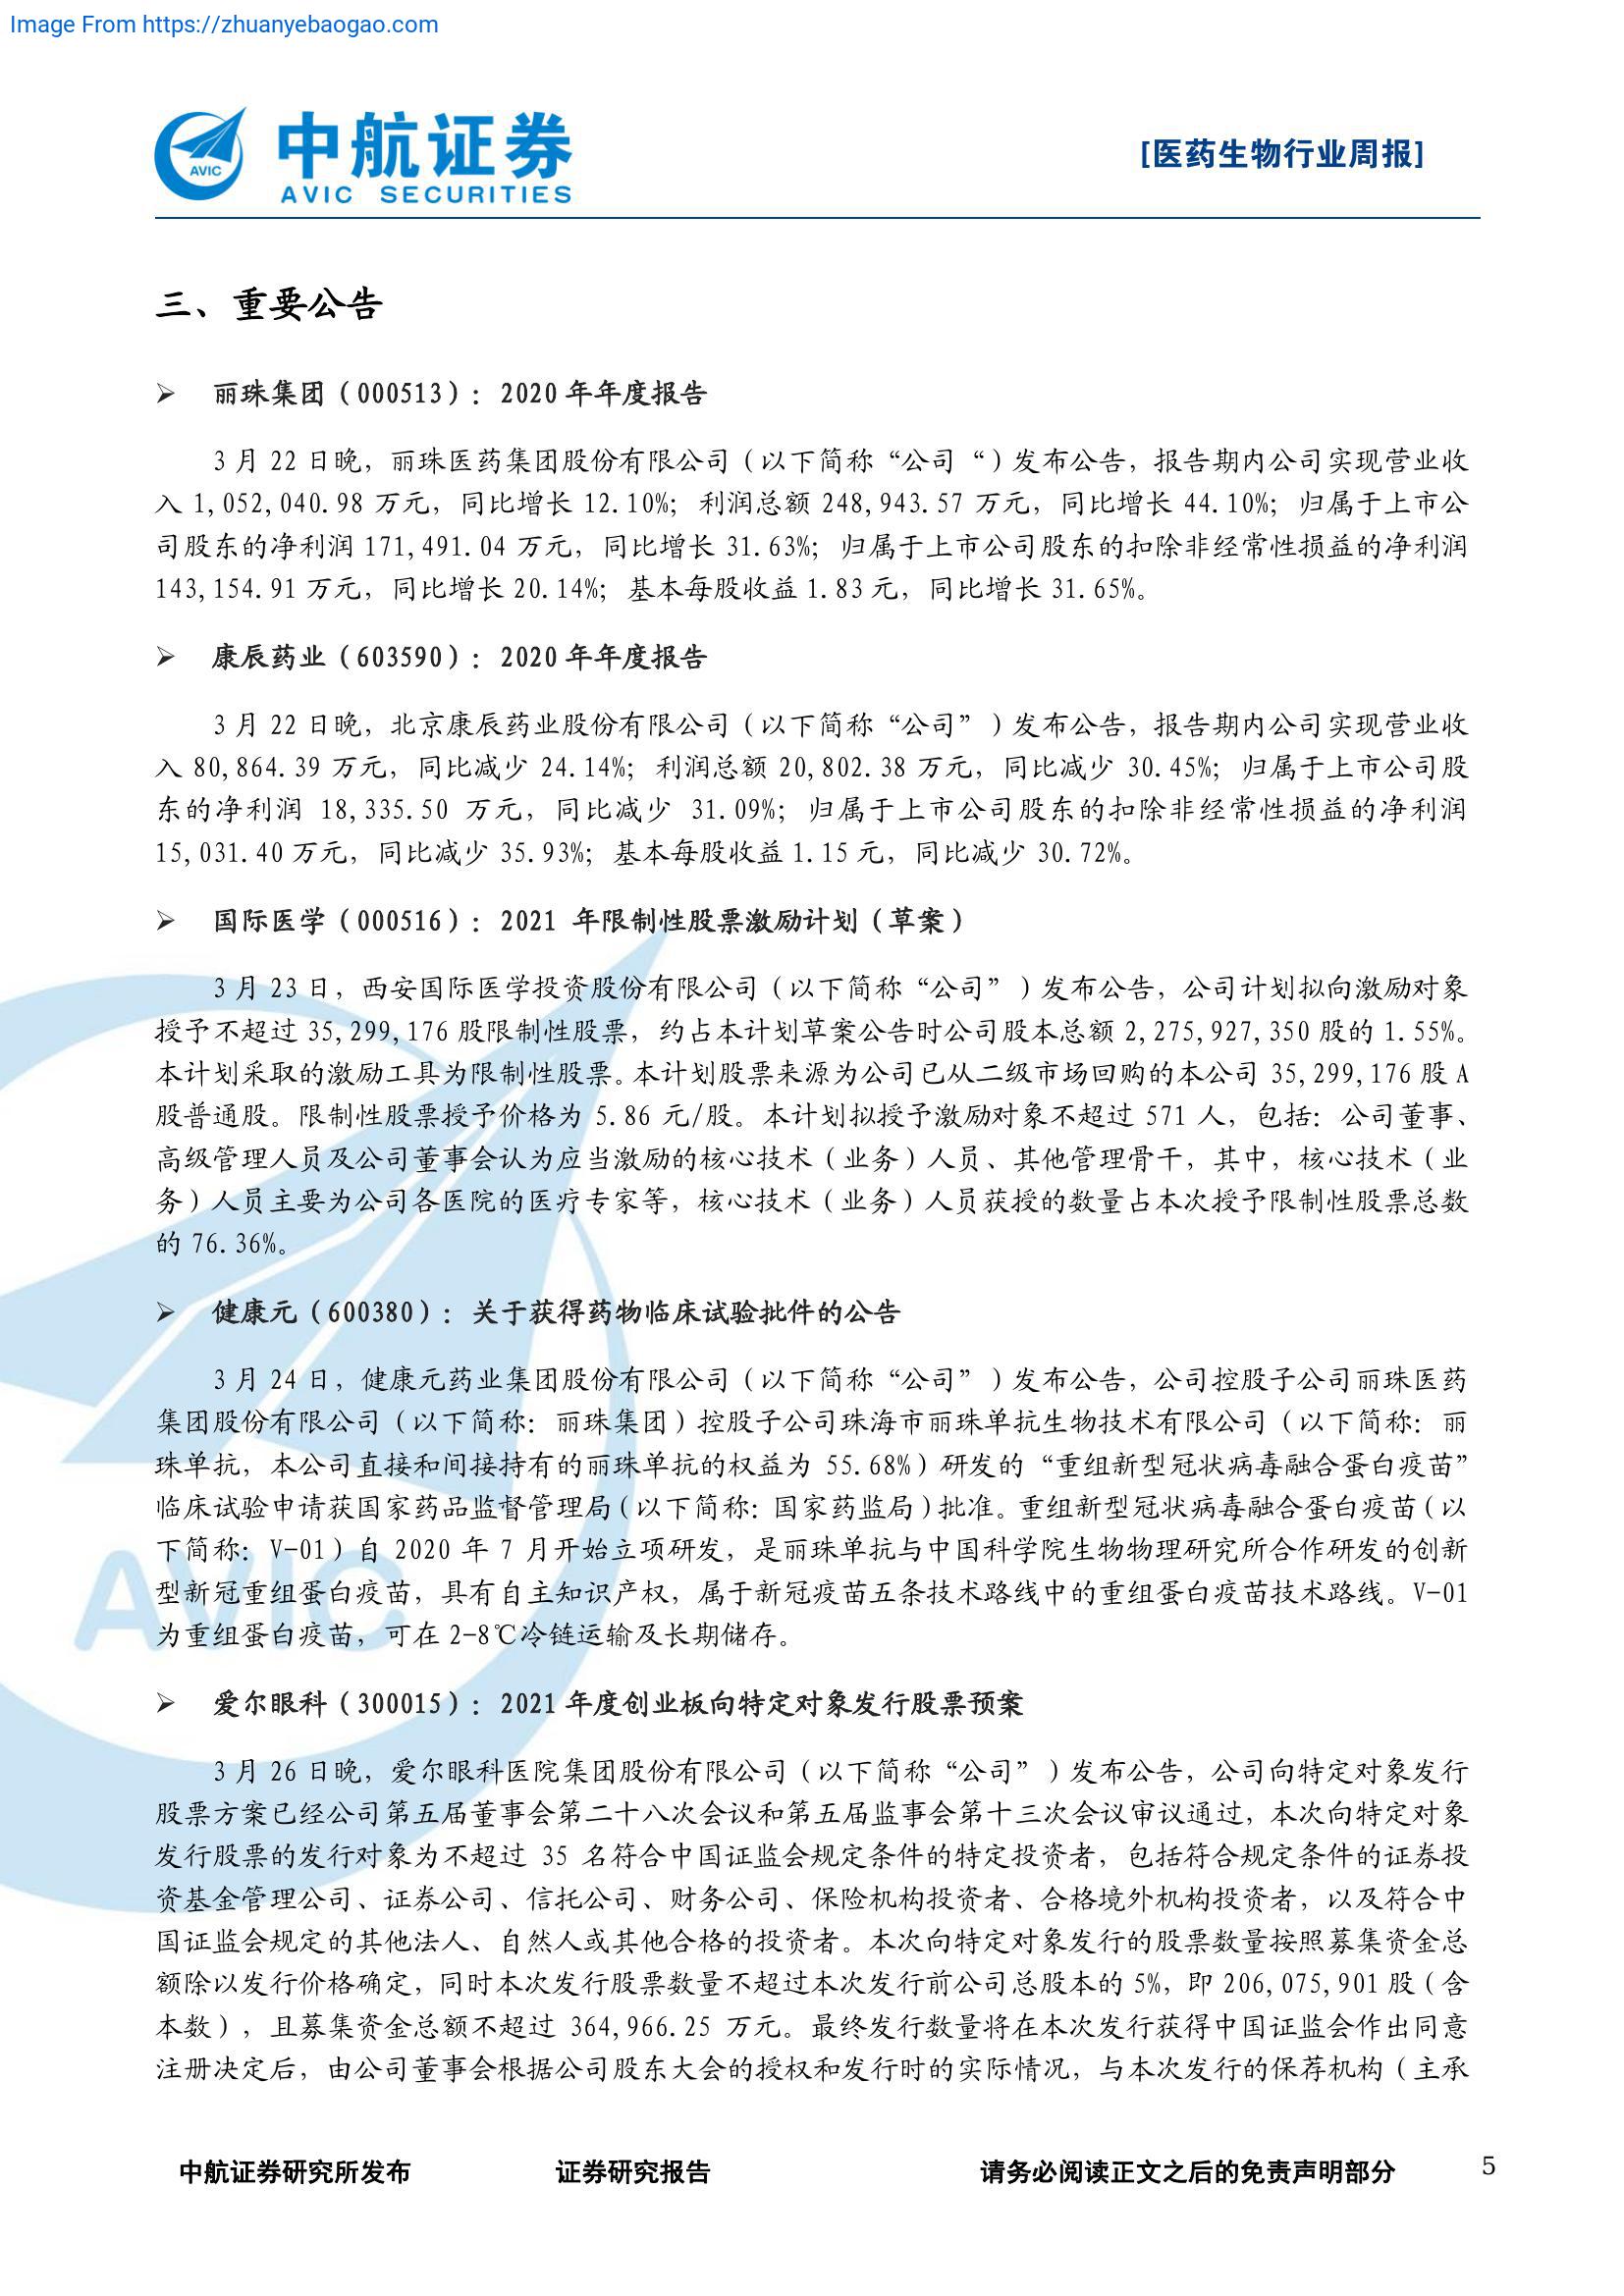 Image From https://zhuanyebaogao.com
中航证券
AVIC SECURITIES
AVIC
[医药生物行业周报]
三、重要公告
➢ 丽珠集团（000513）：2020 年年度报告
3 月 22 日晚，丽珠医药集团股份有限公司（以下简称“公司“）发布公告，报告期内公司实现营业收
入 1,052,040.98 万元，同比增长 12.10%；利润总额 248,943.57 万元，同比增长 44.10%；归属于上市公
司股东的净利润 171,491.04 万元，同比增长 31.63%；归属于上市公司股东的扣除非经常性损益的净利润
143,154.91 万元，同比增长 20.14%；基本每股收益 1.83 元，同比增长 31.65%。
➢ 康辰药业（603590）：2020 年年度报告
3 月 22 日晚，北京康辰药业股份有限公司（以下简称“公司”）发布公告，报告期内公司实现营业收
入 80,864.39 万元，同比减少 24.14%；利润总额 20,802.38 万元，同比减少 30.45%；归属于上市公司股
东的净利润 18,335.50 万元，同比减少 31.09%；归属于上市公司股东的扣除非经常性损益的净利润
15,031.40 万元，同比减少 35.93%；基本每股收益 1.15 元，同比减少 30.72%。
➢ 国际医学（000516）：2021 年限制性股票激励计划（草案）
3 月 23 日，西安国际医学投资股份有限公司（以下简称“公司”）发布公告，公司计划拟向激励对象
授予不超过 35,299,176 股限制性股票，约占本计划草案公告时公司股本总额 2,275,927,350 股的 1.55%。
本计划采取的激励工具为限制性股票。本计划股票来源为公司已从二级市场回购的本公司 35,299,176 股 A
股普通股。限制性股票授予价格为 5.86 元/股。本计划拟授予激励对象不超过 571 人，包括：公司董事、
高级管理人员及公司董事会认为应当激励的核心技术（业务）人员、其他管理骨干，其中，核心技术（业
务）人员主要为公司各医院的医疗专家等，核心技术（业务）人员获授的数量占本次授予限制性股票总数
的 76.36%。
➢ 健康元（600380）：关于获得药物临床试验批件的公告
3 月 24 日，健康元药业集团股份有限公司（以下简称“公司”）发布公告，公司控股子公司丽珠医药
集团股份有限公司（以下简称：丽珠集团）控股子公司珠海市丽珠单抗生物技术有限公司（以下简称：丽
珠单抗，本公司直接和间接持有的丽珠单抗的权益为 55.68%）研发的“重组新型冠状病毒融合蛋白疫苗”
临床试验申请获国家药品监督管理局（以下简称：国家药监局）批准。重组新型冠状病毒融合蛋白疫苗（以
下简称：V-01）自 2020 年 7 月开始立项研发，是丽珠单抗与中国科学院生物物理研究所合作研发的创新
型新冠重组蛋白疫苗，具有自主知识产权，属于新冠疫苗五条技术路线中的重组蛋白疫苗技术路线。V-01
为重组蛋白疫苗，可在 2-8℃冷链运输及长期储存。
➢ 爱尔眼科（300015）：2021 年度创业板向特定对象发行股票预案
3 月 26 日晚，爱尔眼科医院集团股份有限公司（以下简称“公司”）发布公告，公司向特定对象发行
股票方案已经公司第五届董事会第二十八次会议和第五届监事会第十三次会议审议通过，本次向特定对象
发行股票的发行对象为不超过 35 名符合中国证监会规定条件的特定投资者，包括符合规定条件的证券投
资基金管理公司、证券公司、信托公司、财务公司、保险机构投资者、合格境外机构投资者，以及符合中
国证监会规定的其他法人、自然人或其他合格的投资者。本次向特定对象发行的股票数量按照募集资金总
额除以发行价格确定，同时本次发行股票数量不超过本次发行前公司总股本的 5%，即 206,075,901 股（含
本数），且募集资金总额不超过 364,966.25 万元。最终发行数量将在本次发行获得中国证监会作出同意
注册决定后，由公司董事会根据公司股东大会的授权和发行时的实际情况，与本次发行的保荐机构（主承
AVIC
中航证券研究所发布 证券研究报告 请务必阅读正文之后的免责声明部分 5